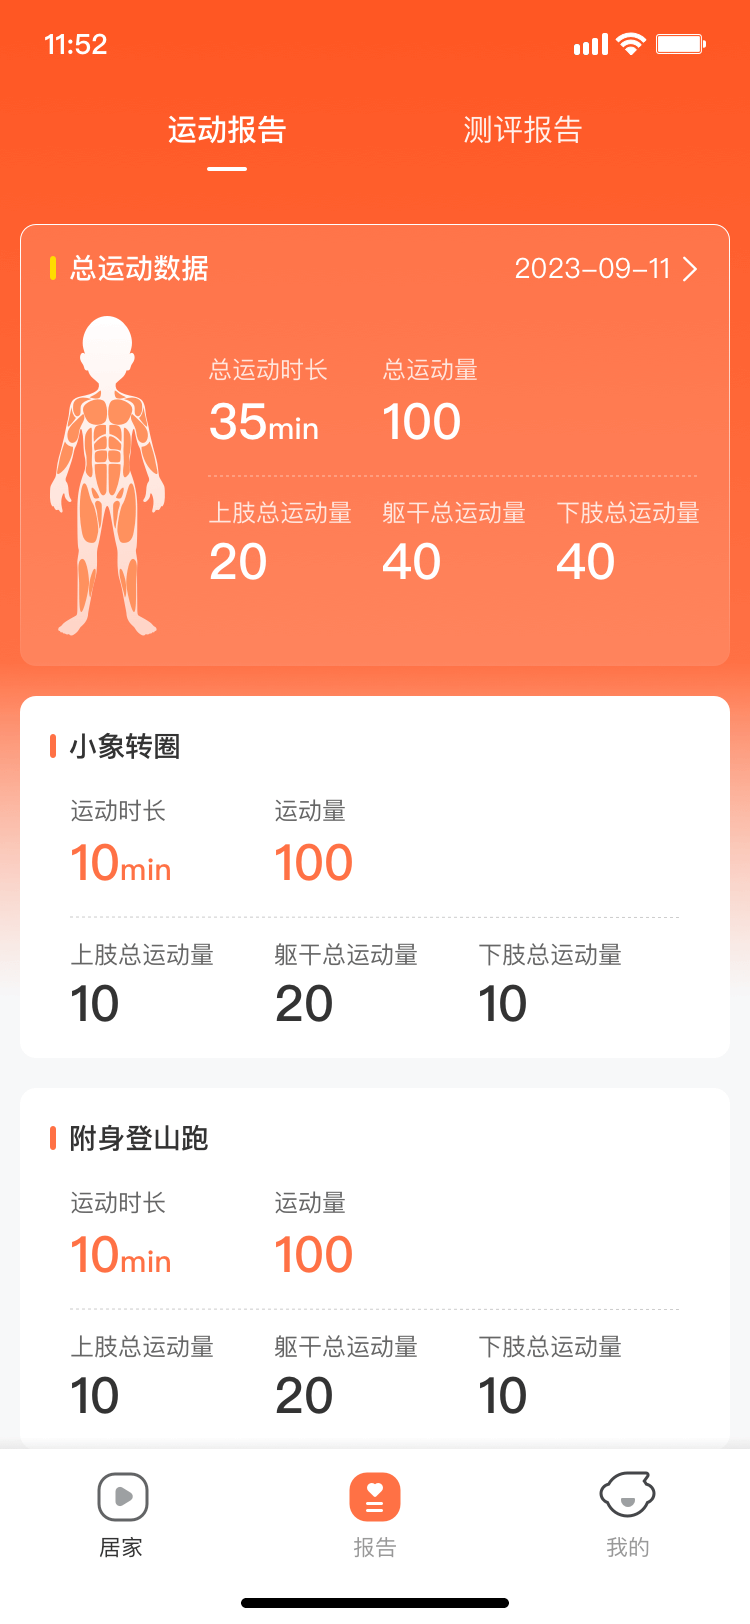 11:52
运动报告 测评报告
总运动数据 2023-09-11
总运动时长 总运动量
35min 100
上肢总运动量 躯干总运动量 下肢总运动量
20 40 40
小象转圈
运动时长 运动量
10min 100
上肢总运动量 躯干总运动量 下肢总运动量
10 20 10
附身登山跑
运动时长 运动量
10min 100
上肢总运动量 躯干总运动量 下肢总运动量
10 20 10
居家 报告 我的